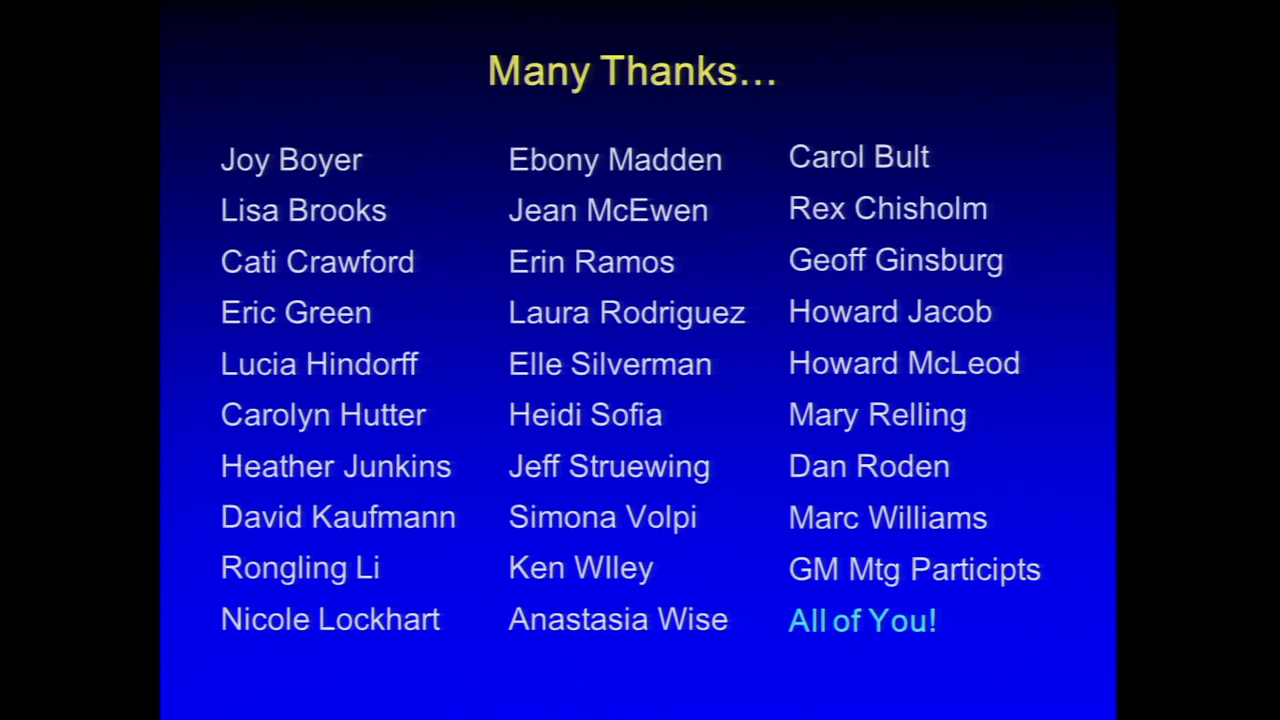 Many Thanks...
Joy Boyer
Lisa Brooks
Cati Crawford
Eric Green
Lucia Hindorff
Carolyn Hutter
Heather Junkins
David Kaufmann
Rongling Li
Nicole Lockhart
Ebony Madden
Jean McEwen
Erin Ramos
Laura Rodriguez
Elle Silverman
Heidi Sofia
Jeff Struewing
Simona Volpi
Ken Wlley
Anastasia Wise
Carol Bult
Rex Chisholm
Geoff Ginsburg
Howard Jacob
Howard McLeod
Mary Relling
Dan Roden
Marc Williams
GM Mtg Particpts
All of You!